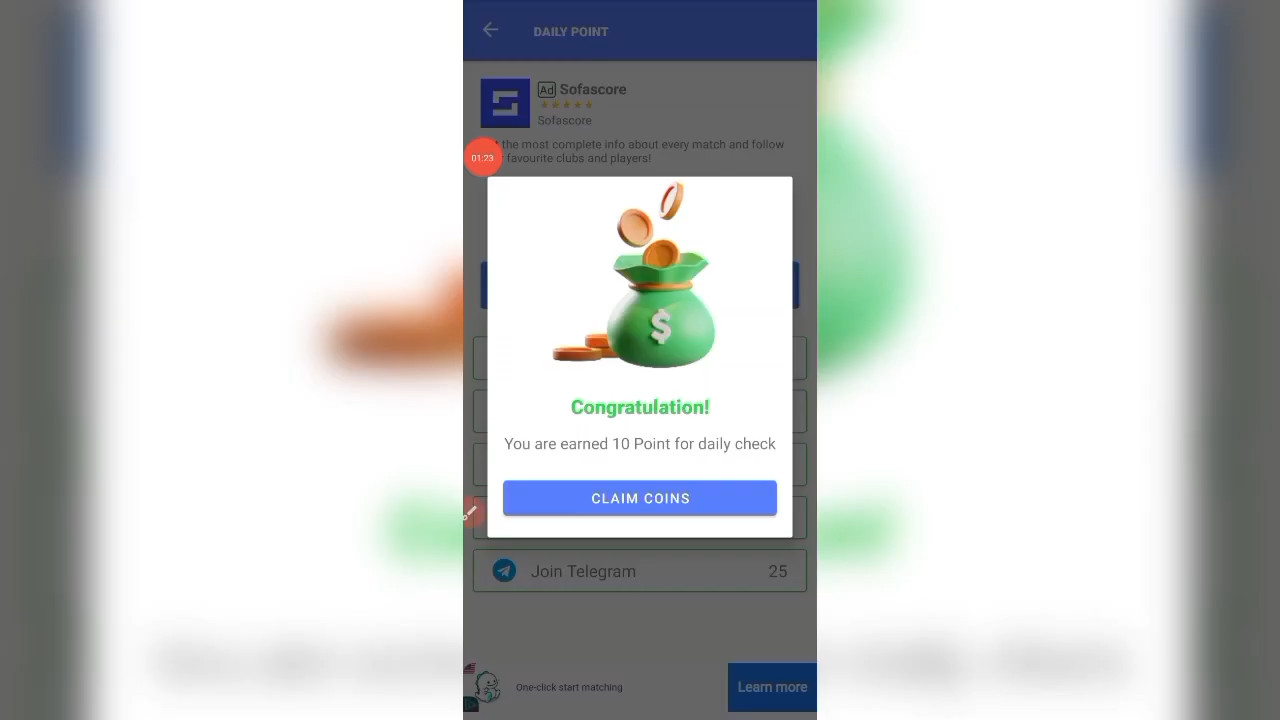 DAILY POINT
Ad Sofascore
Sofascore
the most complete info about every match and follow
favourite clubs and players!
01:23
$
Congratulation!
You are earned 10 Point for daily check
CLAIM COINS
Join Telegram 25
One-click start matching
Learn more